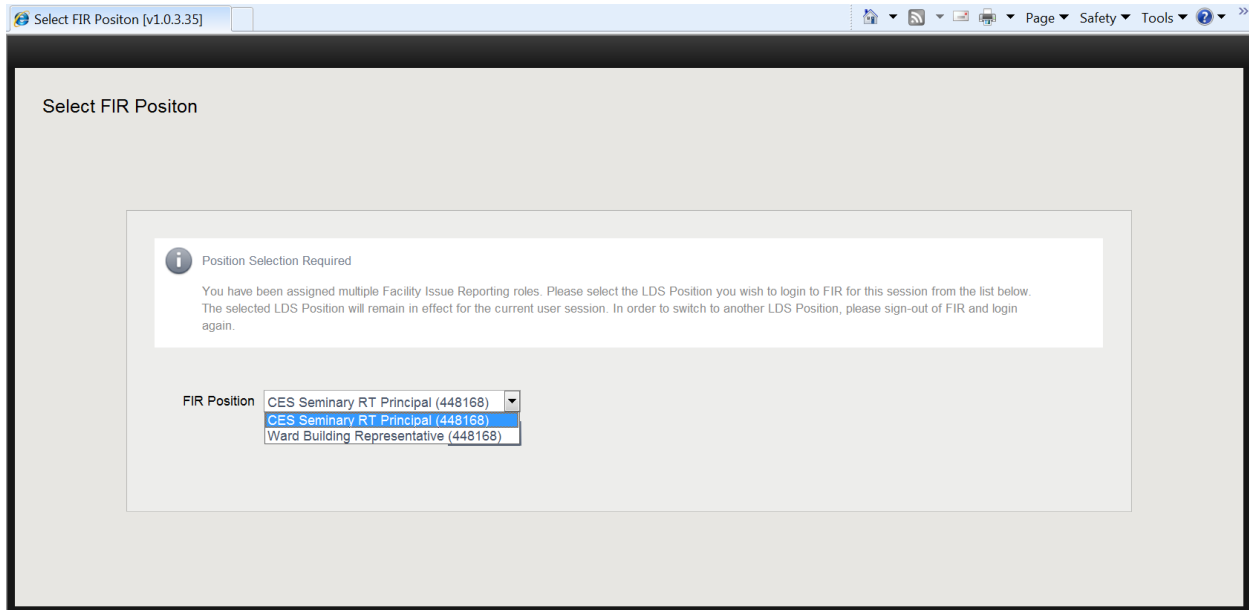 Select FIR Positon [v1.0.3.35]
Page Safety Tools
Select FIR Positon
Position Selection Required
You have been assigned multiple Facility Issue Reporting roles. Please select the LDS Position you wish to login to FIR for this session from the list below.
The selected LDS Position will remain in effect for the current user session. In order to switch to another LDS Position, please sign-out of FIR and login
again.
FIR Position CES Seminary RT Principal (448168)
CES Seminary RT Principal (448168)
Ward Building Representative (448168)